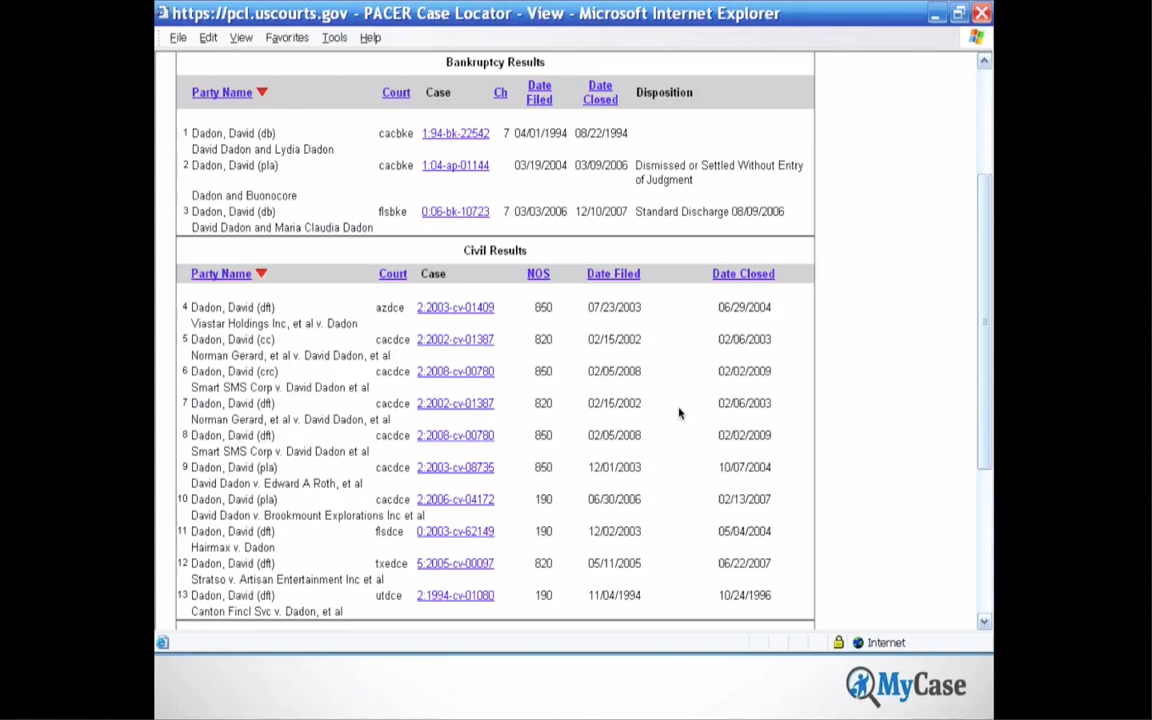 https://pcl.uscourts.gov - PACER Case Locator - View - Microsoft Internet Explorer
File Edit View Favorites Tools Help
Bankruptcy Results
Party Name Court Case Ch Date Filed Date Closed Disposition
1 Dadon, David (db) cacbke 1:94-bk-22542 7 04/01/1994 08/22/1994
David Dadon and Lydia Dadon
2 Dadon, David (pla) cacbke 1:04-ap-01144 03/19/2004 03/09/2006 Dismissed or Settled Without Entry
of Judgment
Dadon and Buonocore
3 Dadon, David (db) flsbke 0:06-bk-10723 7 03/03/2006 12/10/2007 Standard Discharge 08/09/2006
David Dadon and Maria Claudia Dadon
Civil Results
Party Name Court Case NOS Date Filed Date Closed
4 Dadon, David (dft) azdce 2:2003-cv-01409 850 07/23/2003 06/29/2004
Viastar Holdings Inc, et al v. Dadon
5 Dadon, David (cc) cacdce 2:2002-cv-01387 820 02/15/2002 02/06/2003
Norman Gerard, et al v. David Dadon, et al
6 Dadon, David (crc) cacdce 2:2008-cv-00780 850 02/05/2008 02/02/2009
Smart SMS Corp v. David Dadon et al
7 Dadon, David (dft) cacdce 2:2002-cv-01387 820 02/15/2002 02/06/2003
Norman Gerard, et al v. David Dadon, et al
8 Dadon, David (dft) cacdce 2:2008-cv-00780 850 02/05/2008 02/02/2009
Smart SMS Corp v. David Dadon et al
9 Dadon, David (pla) cacdce 2:2003-cv-08735 850 12/01/2003 10/07/2004
David Dadon v. Edward A Roth, et al
10 Dadon, David (pla) cacdce 2:2006-cv-04172 190 06/30/2006 02/13/2007
David Dadon v. Brookmount Explorations Inc et al
11 Dadon, David (dft) flsdce 0:2003-cv-62149 190 12/02/2003 05/04/2004
Hairmax v. Dadon
12 Dadon, David (dft) txedce 5:2005-cv-00097 820 05/11/2005 06/22/2007
Stratso v. Artisan Entertainment Inc et al
13 Dadon, David (dft) utdce 2:1994-cv-01080 190 11/04/1994 10/24/1996
Canton Fincl Svc v. Dadon, et al
Internet
MyCase